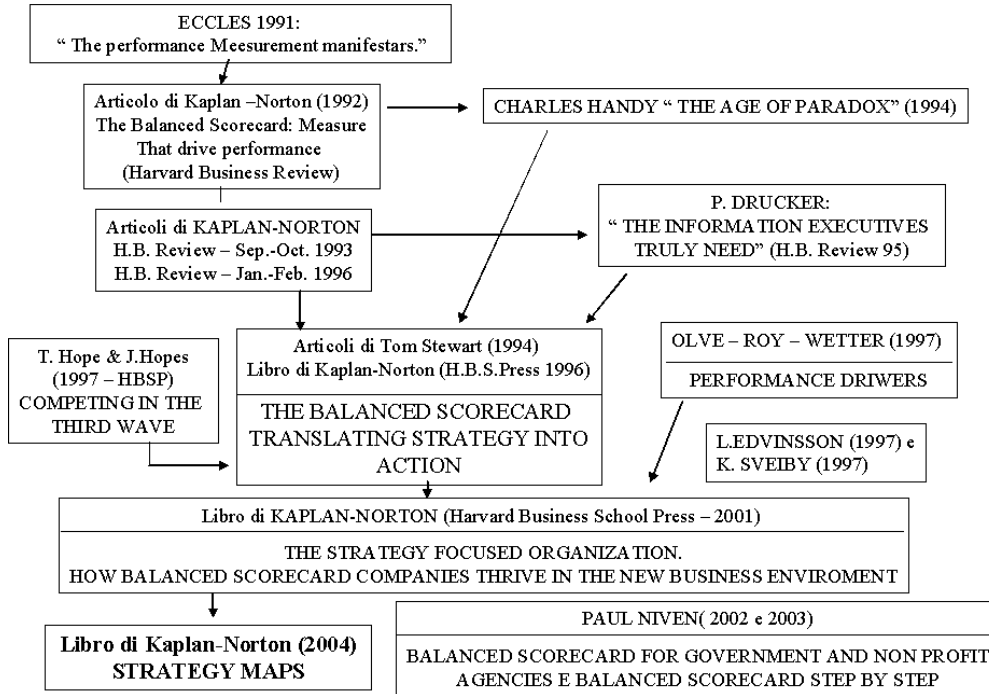 ECCLES 1991:
“ The performance Meesurement manifestars.”
Articolo di Kaplan –Norton (1992)
The Balanced Scorecard: Measure
That drive performance
(Harvard Business Review)
CHARLES HANDY “ THE AGE OF PARADOX” (1994)
Articoli di KAPLAN-NORTON
H.B. Review – Sep.-Oct. 1993
H.B. Review – Jan.-Feb. 1996
P. DRUCKER:
“ THE INFORMATION EXECUTIVES
TRULY NEED” (H.B. Review 95)
T. Hope & J.Hopes
(1997 – HBSP)
COMPETING IN THE
THIRD WAVE
Articoli di Tom Stewart (1994)
Libro di Kaplan-Norton (H.B.S.Press 1996)
THE BALANCED SCORECARD
TRANSLATING STRATEGY INTO
ACTION
OLVE – ROY – WETTER (1997)
PERFORMANCE DRIWERS
L.EDVINSSON (1997) e
K. SVEIBY (1997)
Libro di KAPLAN-NORTON (Harvard Business School Press – 2001)
THE STRATEGY FOCUSED ORGANIZATION.
HOW BALANCED SCORECARD COMPANIES THRIVE IN THE NEW BUSINESS ENVIROMENT
Libro di Kaplan-Norton (2004)
STRATEGY MAPS
PAUL NIVEN( 2002 e 2003)
BALANCED SCORECARD FOR GOVERNMENT AND NON PROFIT
AGENCIES E BALANCED SCORECARD STEP BY STEP